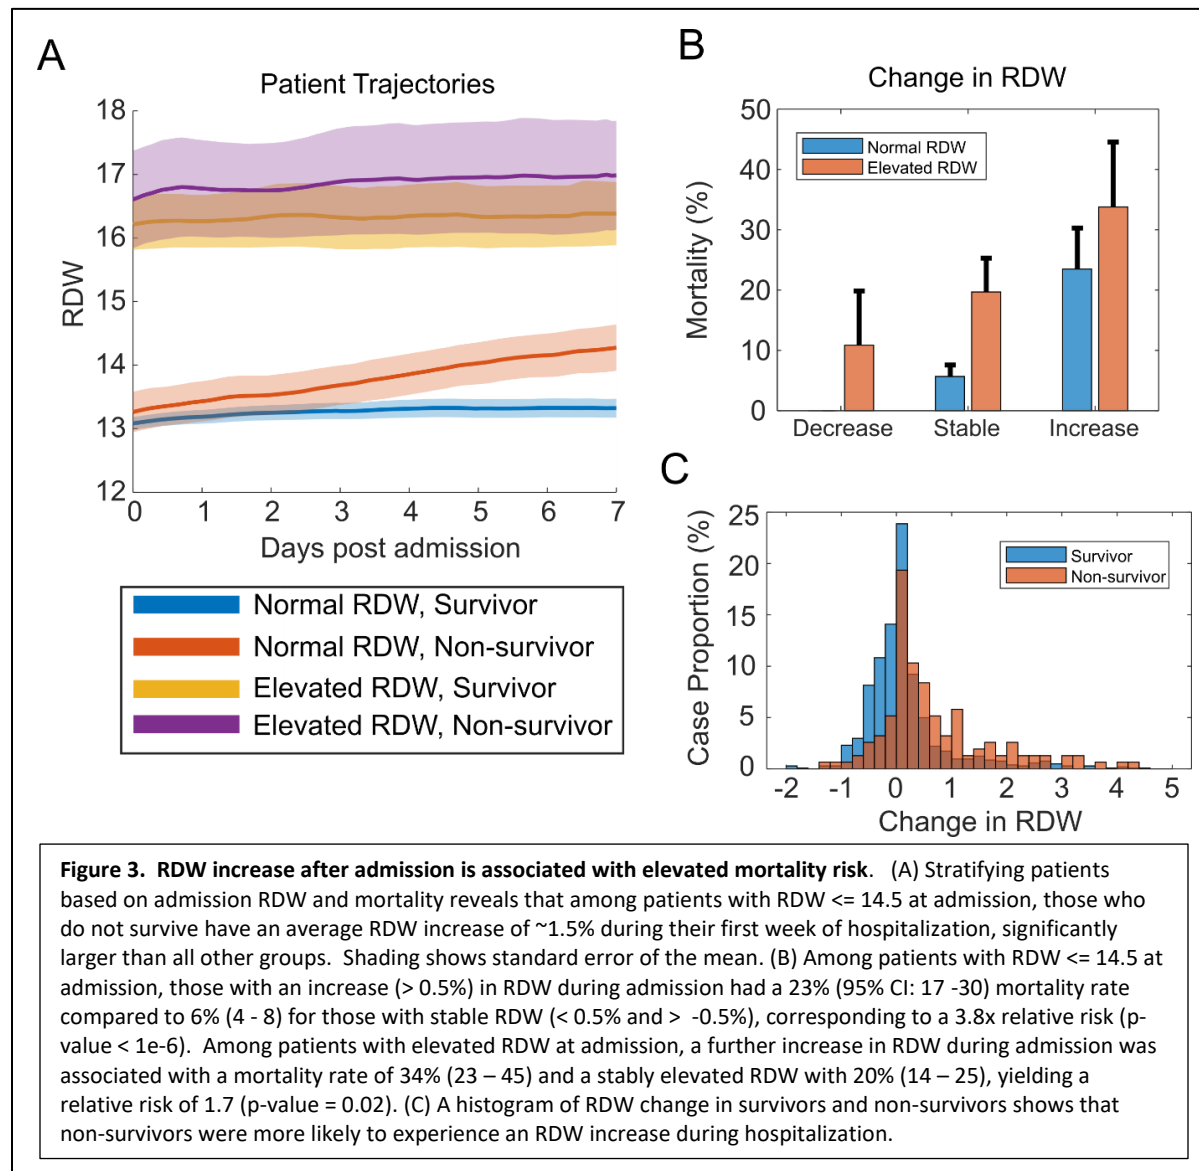 A
Patient Trajectories
18
17
16
15
14
13
12
RDW
0 1 2 3 4 5 6 7
Days post admission
Normal RDW, Survivor
Normal RDW, Non-survivor
Elevated RDW, Survivor
Elevated RDW, Non-survivor
B
Change in RDW
50
40
30
20
10
0
Mortality (%)
Normal RDW
Elevated RDW
Decrease Stable Increase
C
25
20
15
10
5
0
Case Proportion (%)
Survivor
Non-survivor
-2 -1 0 1 2 3 4 5
Change in RDW
Figure 3. RDW increase after admission is associated with elevated mortality risk. (A) Stratifying patients
based on admission RDW and mortality reveals that among patients with RDW <= 14.5 at admission, those who
do not survive have an average RDW increase of ~1.5% during their first week of hospitalization, significantly
larger than all other groups. Shading shows standard error of the mean. (B) Among patients with RDW <= 14.5 at
admission, those with an increase (> 0.5%) in RDW during admission had a 23% (95% CI: 17 -30) mortality rate
compared to 6% (4 - 8) for those with stable RDW (< 0.5% and > -0.5%), corresponding to a 3.8x relative risk (p-
value < 1e-6). Among patients with elevated RDW at admission, a further increase in RDW during admission was
associated with a mortality rate of 34% (23 – 45) and a stably elevated RDW with 20% (14 – 25), yielding a
relative risk of 1.7 (p-value = 0.02). (C) A histogram of RDW change in survivors and non-survivors shows that
non-survivors were more likely to experience an RDW increase during hospitalization.